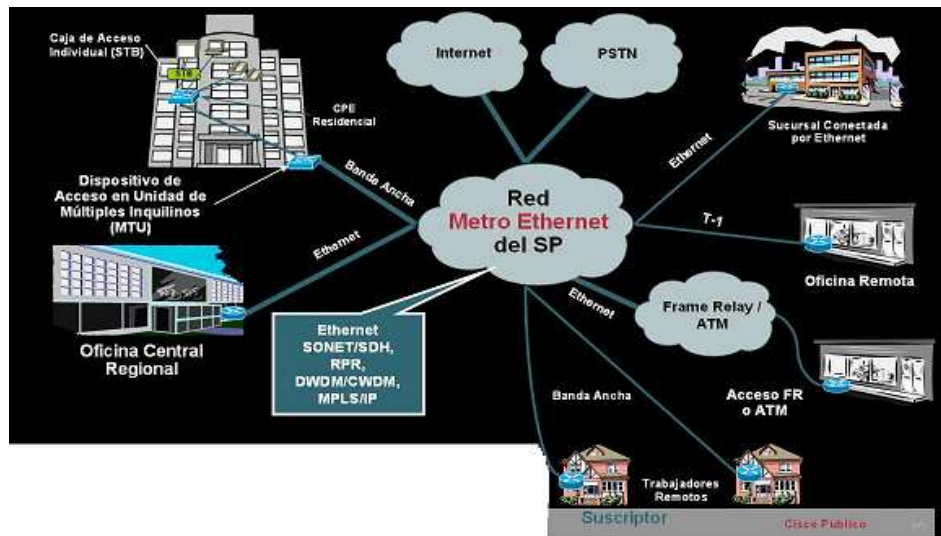 Caja de Acceso
Individual (STB)
STB
CPE
Residencial
Dispositivo de
Acceso en Unidad de
Múltiples Inquilinos
(MTU)
Banda Ancha
Ethernet
Oficina Central
Regional
Internet
PSTN
Red
Metro Ethernet
del SP
Ethernet
SONET/SDH,
RPR,
DWDM/CWDM,
MPLS/IP
Ethernet
Sucursal Conectada
por Ethernet
T-1
Oficina Remota
Ethernet
Frame Relay /
ATM
Acceso FR
o ATM
Banda Ancha
Trabajadores
Remotos
Suscriptor
Cisco Público